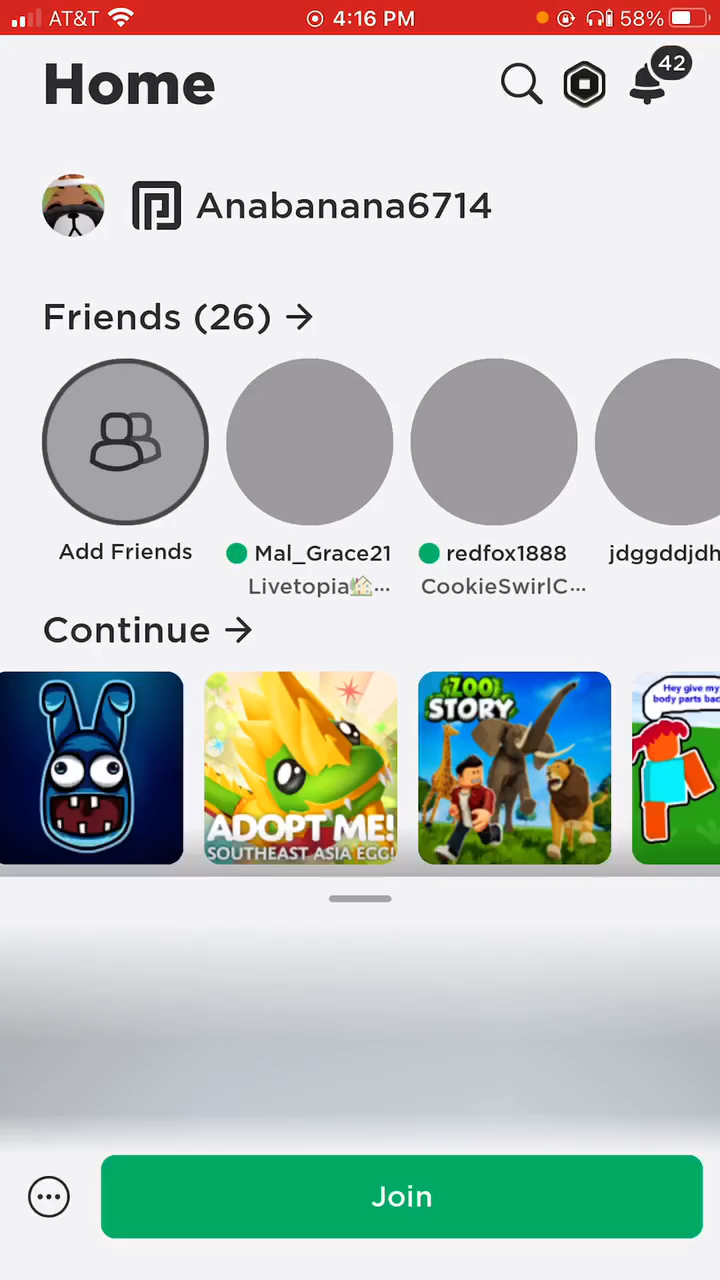 AT&T 4:16 PM 58%
Home 42
Anabanana6714
Friends (26) →
Add Friends Mal_Grace21 redfox1888 jdggddjdh
Livetopia🏡... CookieSwirlC...
Continue →
ADOPT ME!
SOUTHEAST ASIA EGG!
ZOO
STORY
Hey give my
body parts bac
Join